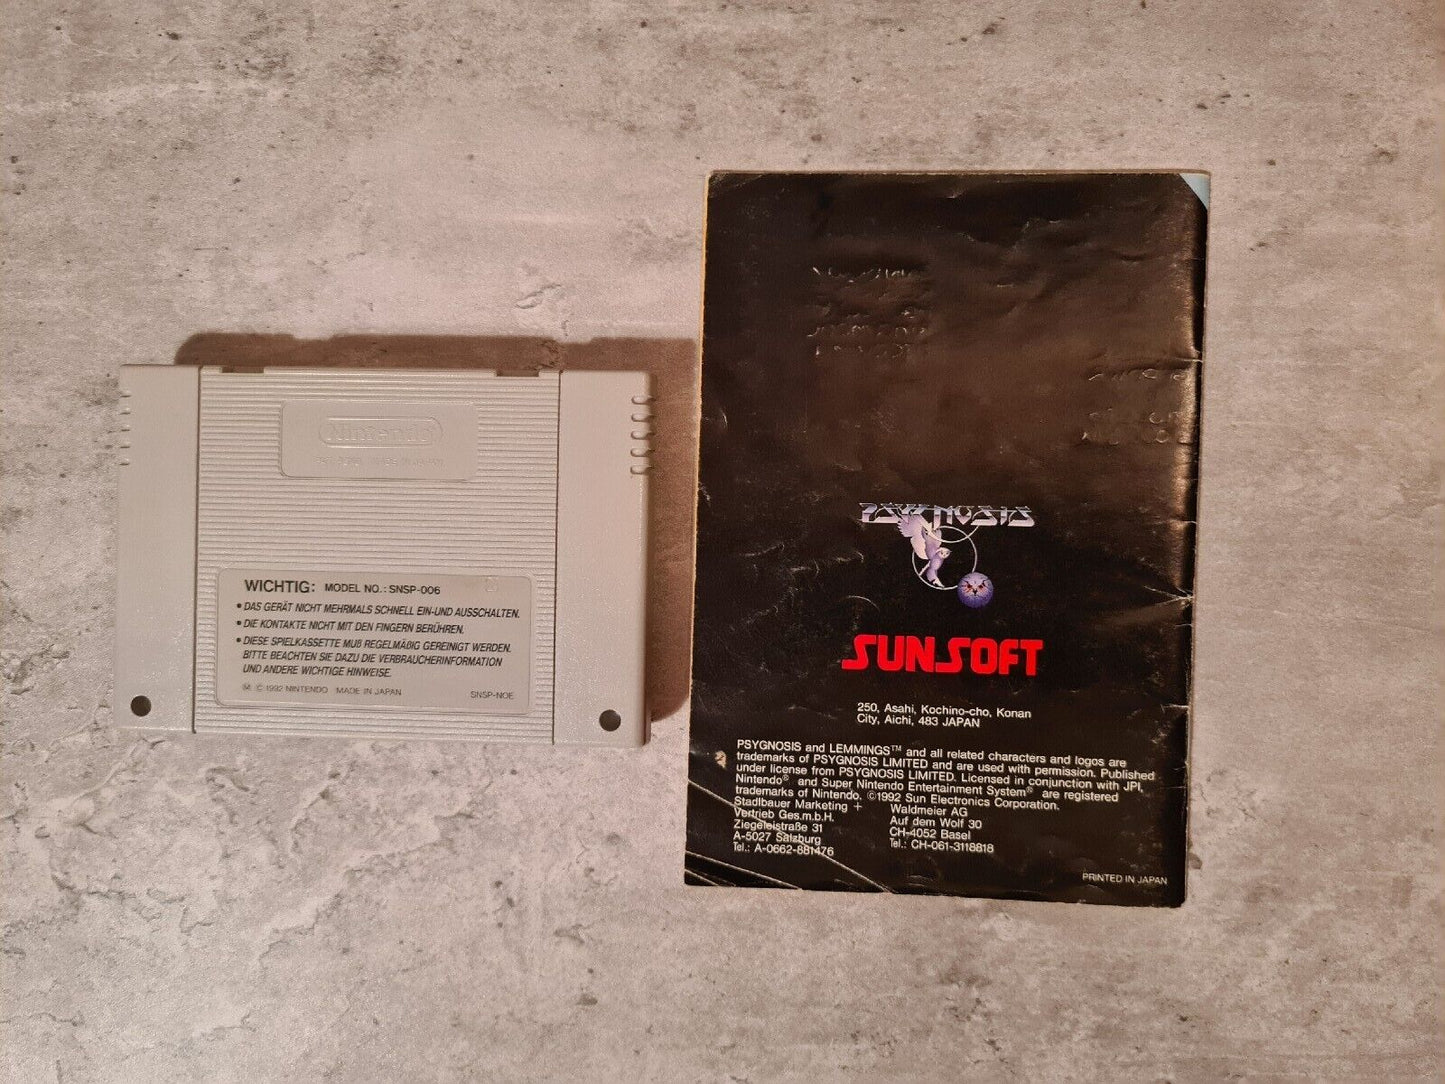 Nintendo
WICHTIG: MODEL NO.: SNSP-006
• DAS GERÄT NICHT MEHRMALS SCHNELL EIN-UND AUSSCHALTEN.
• DIE KONTAKTE NICHT MIT DEN FINGERN BERÜHREN.
• DIESE SPIELKASSETTE MUß REGELMÄßIG GEREINIGT WERDEN.
BITTE BEACHTEN SIE DAZU DIE VERBRAUCHERINFORMATION
UND ANDERE WICHTIGE HINWEISE.
Ⓜ © 1992 NINTENDO MADE IN JAPAN
SNSP-NOE
PSYGNOSIS
SUNSOFT
250, Asahi, Kochino-cho, Konan
City, Aichi, 483 JAPAN
PSYGNOSIS and LEMMINGS™ and all related characters and logos are
trademarks of PSYGNOSIS LIMITED and are used with permission. Published
under license from PSYGNOSIS LIMITED. Licensed in conjunction with JPI,
Nintendo® and Super Nintendo Entertainment System® are registered
trademarks of Nintendo. ©1992 Sun Electronics Corporation.
Stadlbauer Marketing +
Vertrieb Ges.m.b.H.
Ziegeleistraße 31
A-5027 Salzburg
Tel.: A-0662-881476
Waldmeier AG
Auf dem Wolf 30
CH-4052 Basel
Tel.: CH-061-3118818
PRINTED IN JAPAN